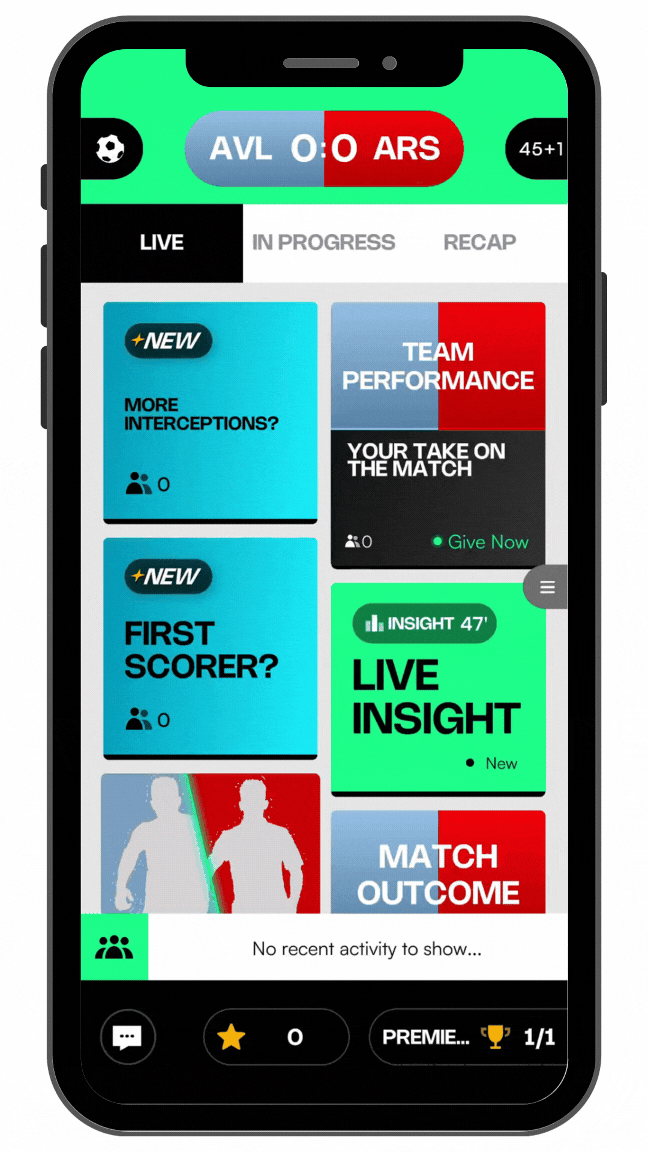 AVL 0:0 ARS
45+1
LIVE
IN PROGRESS
RECAP
NEW
MORE
INTERCEPTIONS?
0
TEAM
PERFORMANCE
YOUR TAKE ON
THE MATCH
0
Give Now
NEW
FIRST
SCORER?
0
INSIGHT 47'
LIVE
INSIGHT
New
MATCH
OUTCOME
No recent activity to show...
0
PREMIE... 1/1